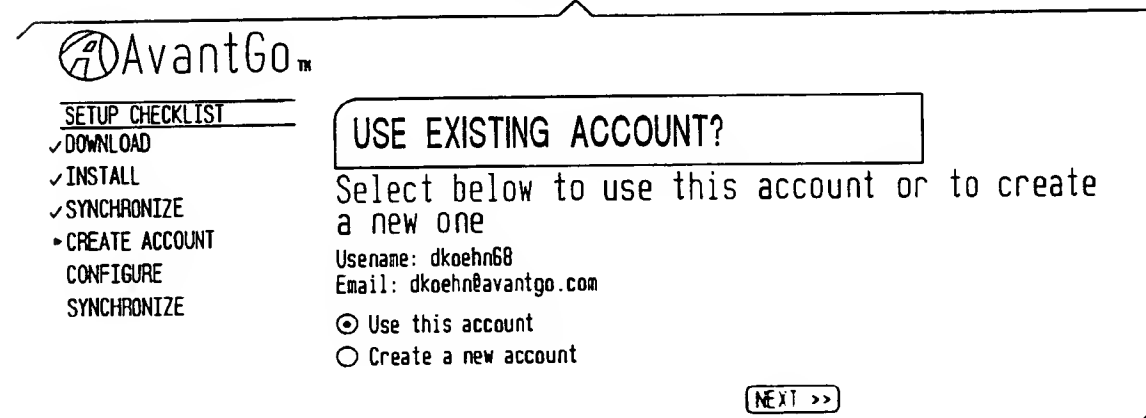 AvantGo™
SETUP CHECKLIST
✓DOWNLOAD
✓INSTALL
✓SYNCHRONIZE
▸CREATE ACCOUNT
CONFIGURE
SYNCHRONIZE
USE EXISTING ACCOUNT?
Select below to use this account or to create
a new one
Usename: dkoehn68
Email: dkoehn@avantgo.com
Use this account
Create a new account
NEXT >>